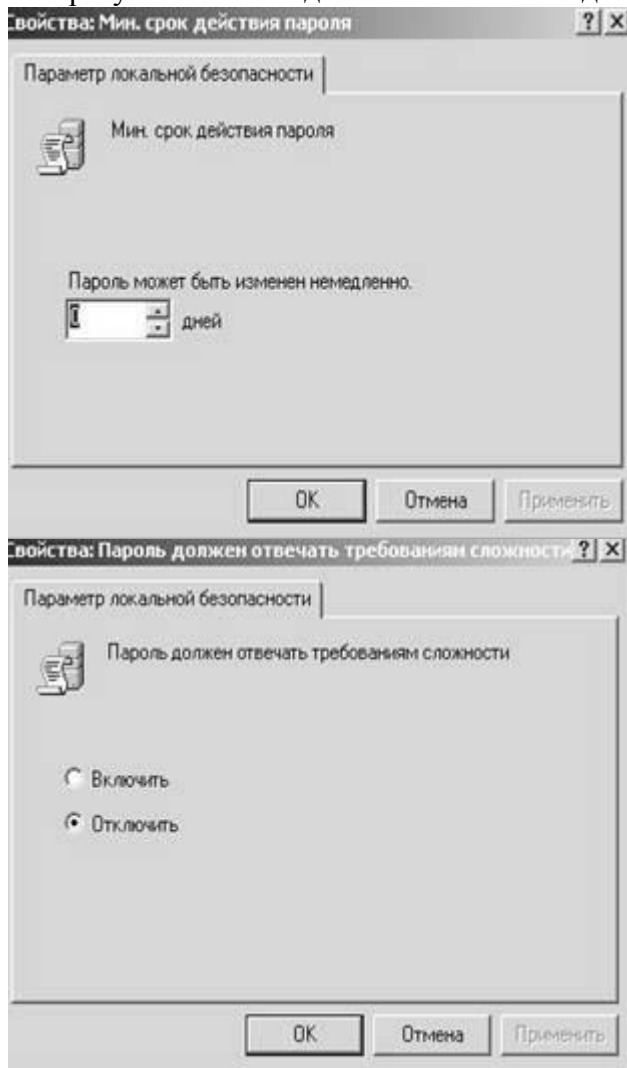 Свойства: Мин. срок действия пароля
Параметр локальной безопасности
Мин. срок действия пароля
Пароль может быть изменен немедленно.
0 дней
OK Отмена Применить
Свойства: Пароль должен отвечать требованиям сложности
Параметр локальной безопасности
Пароль должен отвечать требованиям сложности
Включить
Отключить
OK Отмена Применить